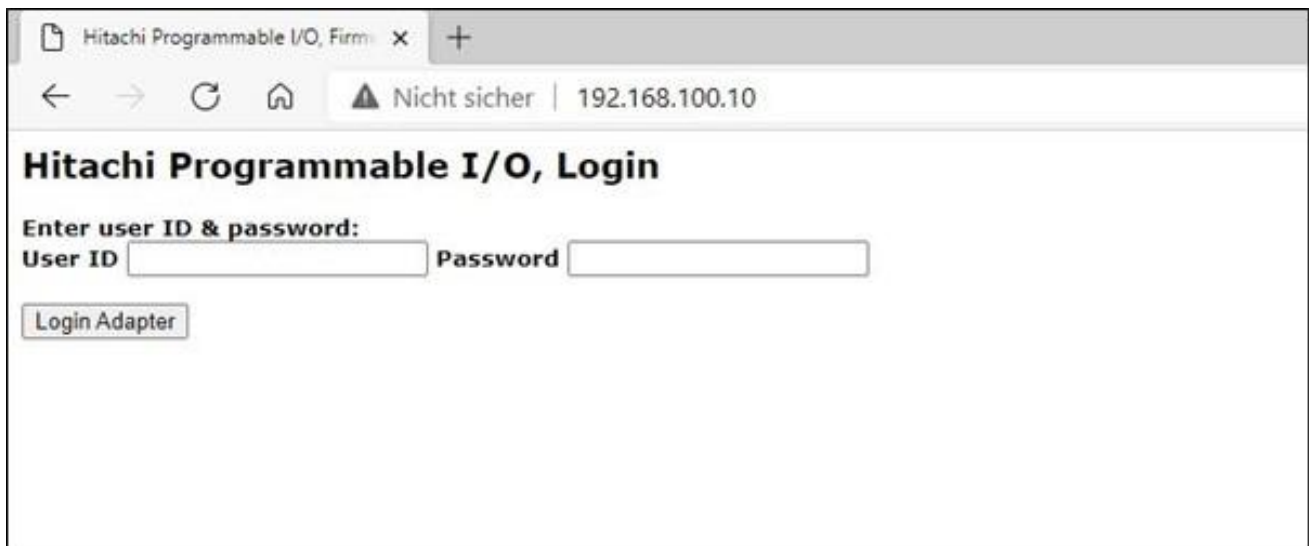 Hitachi Programmable I/O, Firm
Nicht sicher | 192.168.100.10
Hitachi Programmable I/O, Login
Enter user ID & password:
User ID Password
Login Adapter